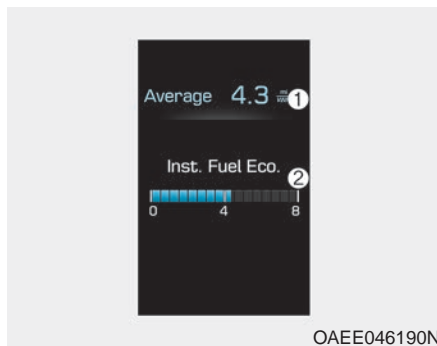 Average 4.3 ①
Inst. Fuel Eco.
②
0 4 8
OAEE046190N